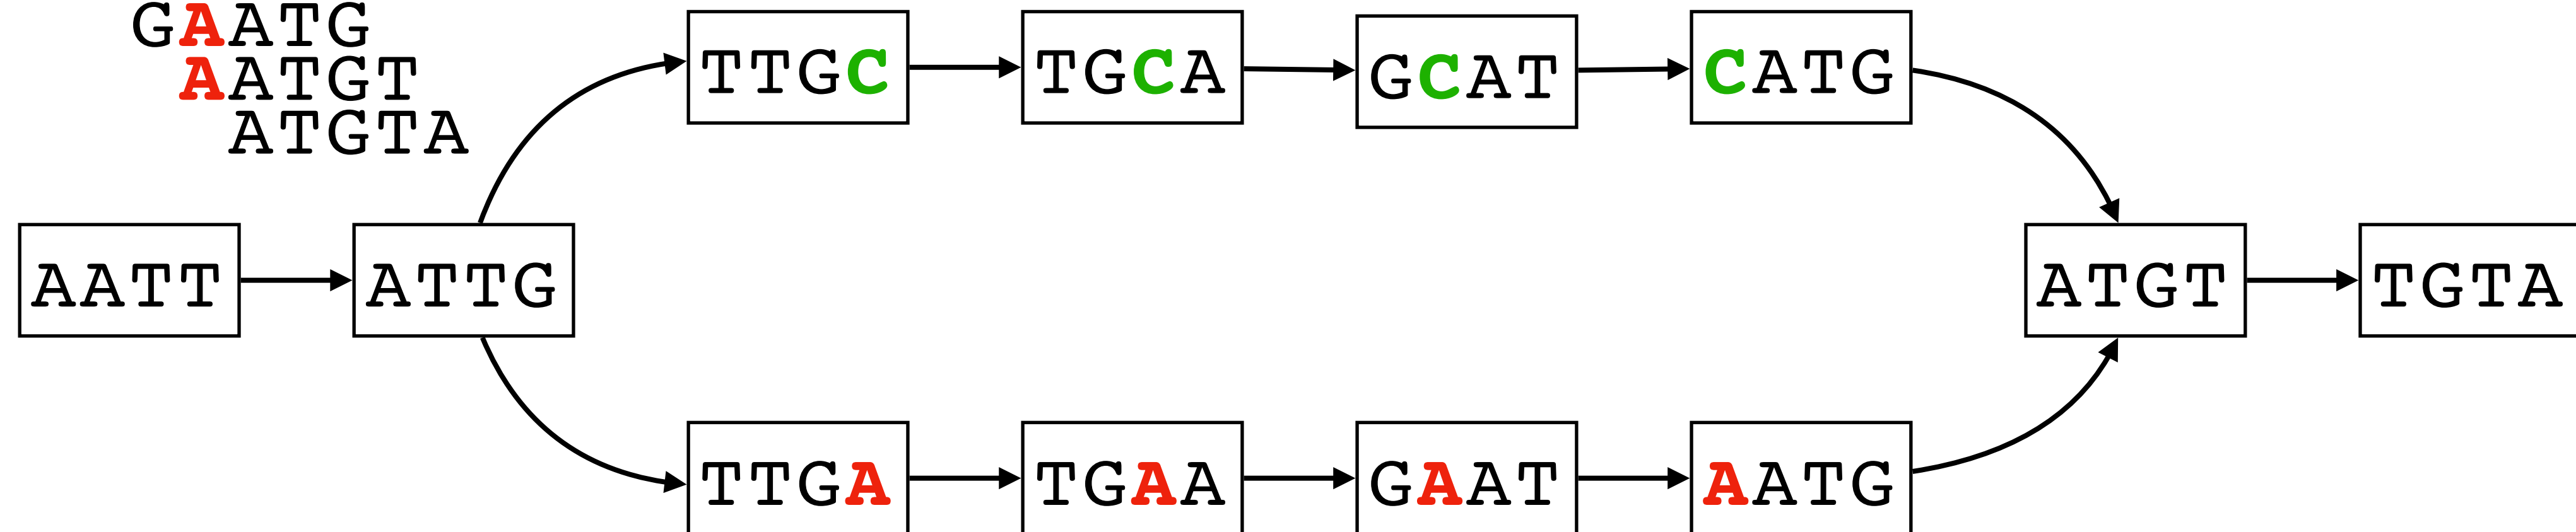 GAATG
AATGT
ATGTA
TTGC TGCA GCAT CATG
AATT ATTG ATGT TGTA
TTGA TGAA GAAT AATG